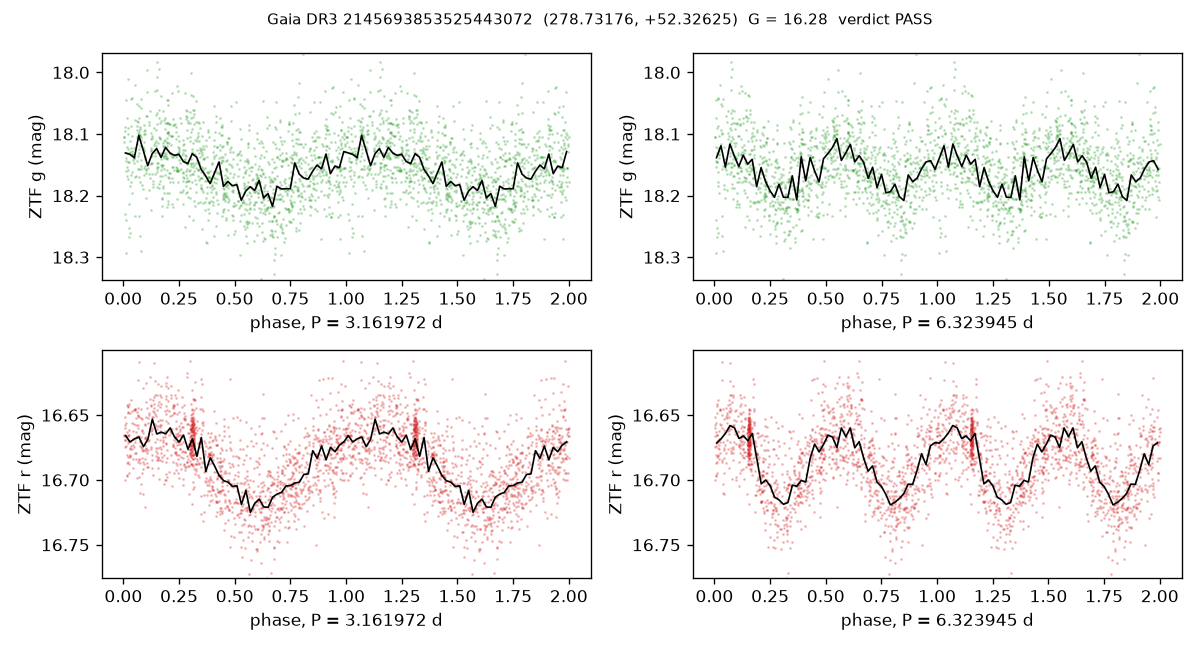 Gaia DR3 2145693853525443072 (278.73176, +52.32625) G = 16.28 verdict PASS
ZTF g (mag)
18.0
18.1
18.2
18.3
0.00 0.25 0.50 0.75 1.00 1.25 1.50 1.75 2.00
phase, P = 3.161972 d
ZTF g (mag)
18.0
18.1
18.2
18.3
0.00 0.25 0.50 0.75 1.00 1.25 1.50 1.75 2.00
phase, P = 6.323945 d
ZTF r (mag)
16.65
16.70
16.75
0.00 0.25 0.50 0.75 1.00 1.25 1.50 1.75 2.00
phase, P = 3.161972 d
ZTF r (mag)
16.65
16.70
16.75
0.00 0.25 0.50 0.75 1.00 1.25 1.50 1.75 2.00
phase, P = 6.323945 d